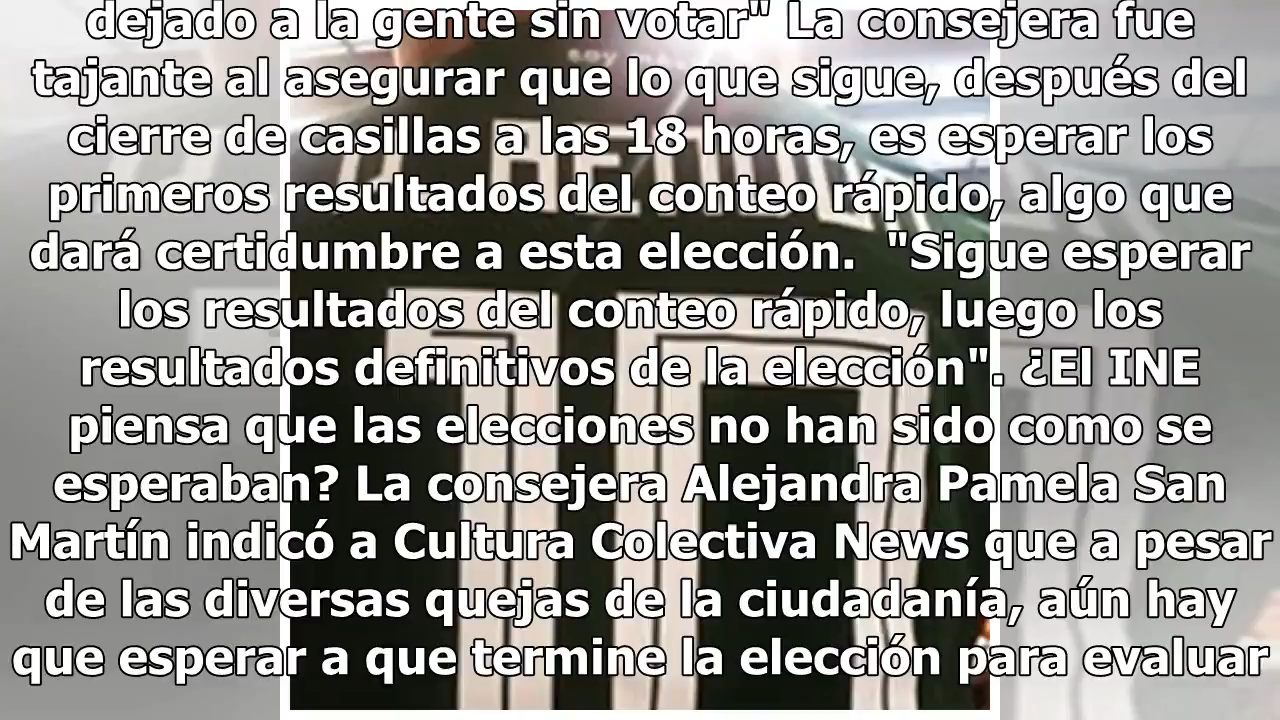 dejado a la gente sin votar" La consejera fue
tajante al asegurar que lo que sigue, después del
cierre de casillas a las 18 horas, es esperar los
primeros resultados del conteo rápido, algo que
dará certidumbre a esta elección.  "Sigue esperar
los resultados del conteo rápido, luego los
resultados definitivos de la elección". ¿El INE
piensa que las elecciones no han sido como se
esperaban? La consejera Alejandra Pamela San
Martín indicó a Cultura Colectiva News que a pesar
de las diversas quejas de la ciudadanía, aún hay
que esperar a que termine la elección para evaluar
10